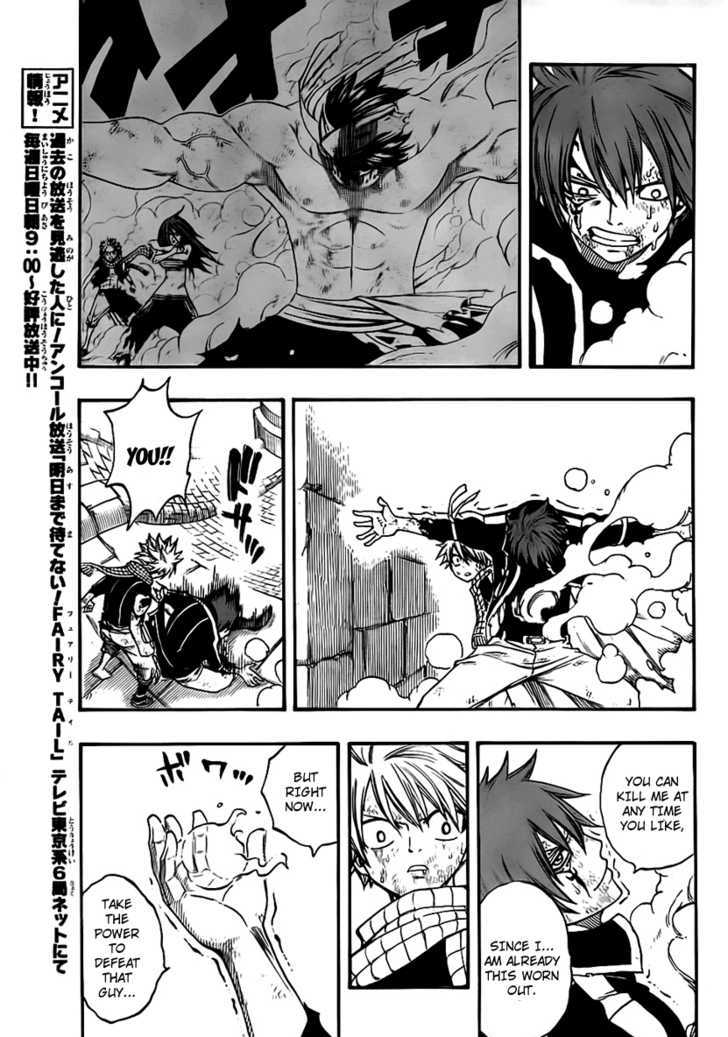 YOU!!
YOU CAN
KILL ME AT
ANY TIME
YOU LIKE,
SINCE I...
AM ALREADY
THIS WORN
OUT.
BUT
RIGHT
NOW...
TAKE
THE
POWER
TO
DEFEAT
THAT
GUY...
アニメ
情報!
過去の放送を見逃した人に!アンコール放送「明日まで待てない!FAIRY TAIL」テレビ東京系6局ネットにて
毎週日曜日朝9:00~好評放送中!!